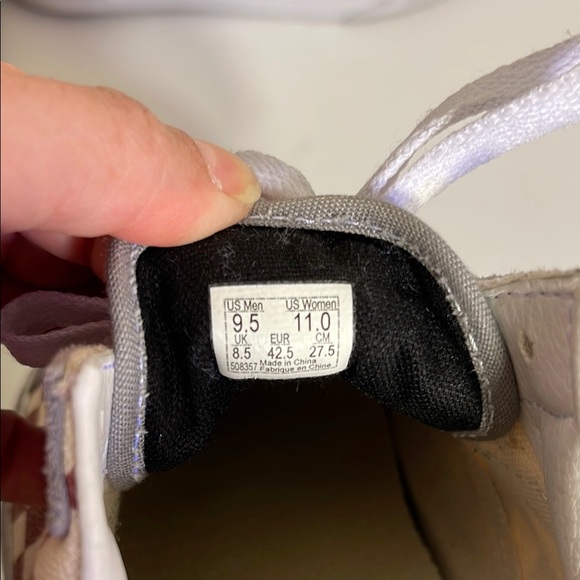 US Men US Women
9.5 11.0
UK EUR CM
8.5 42.5 27.5
508357 Made in China
Fabriqué en Chine